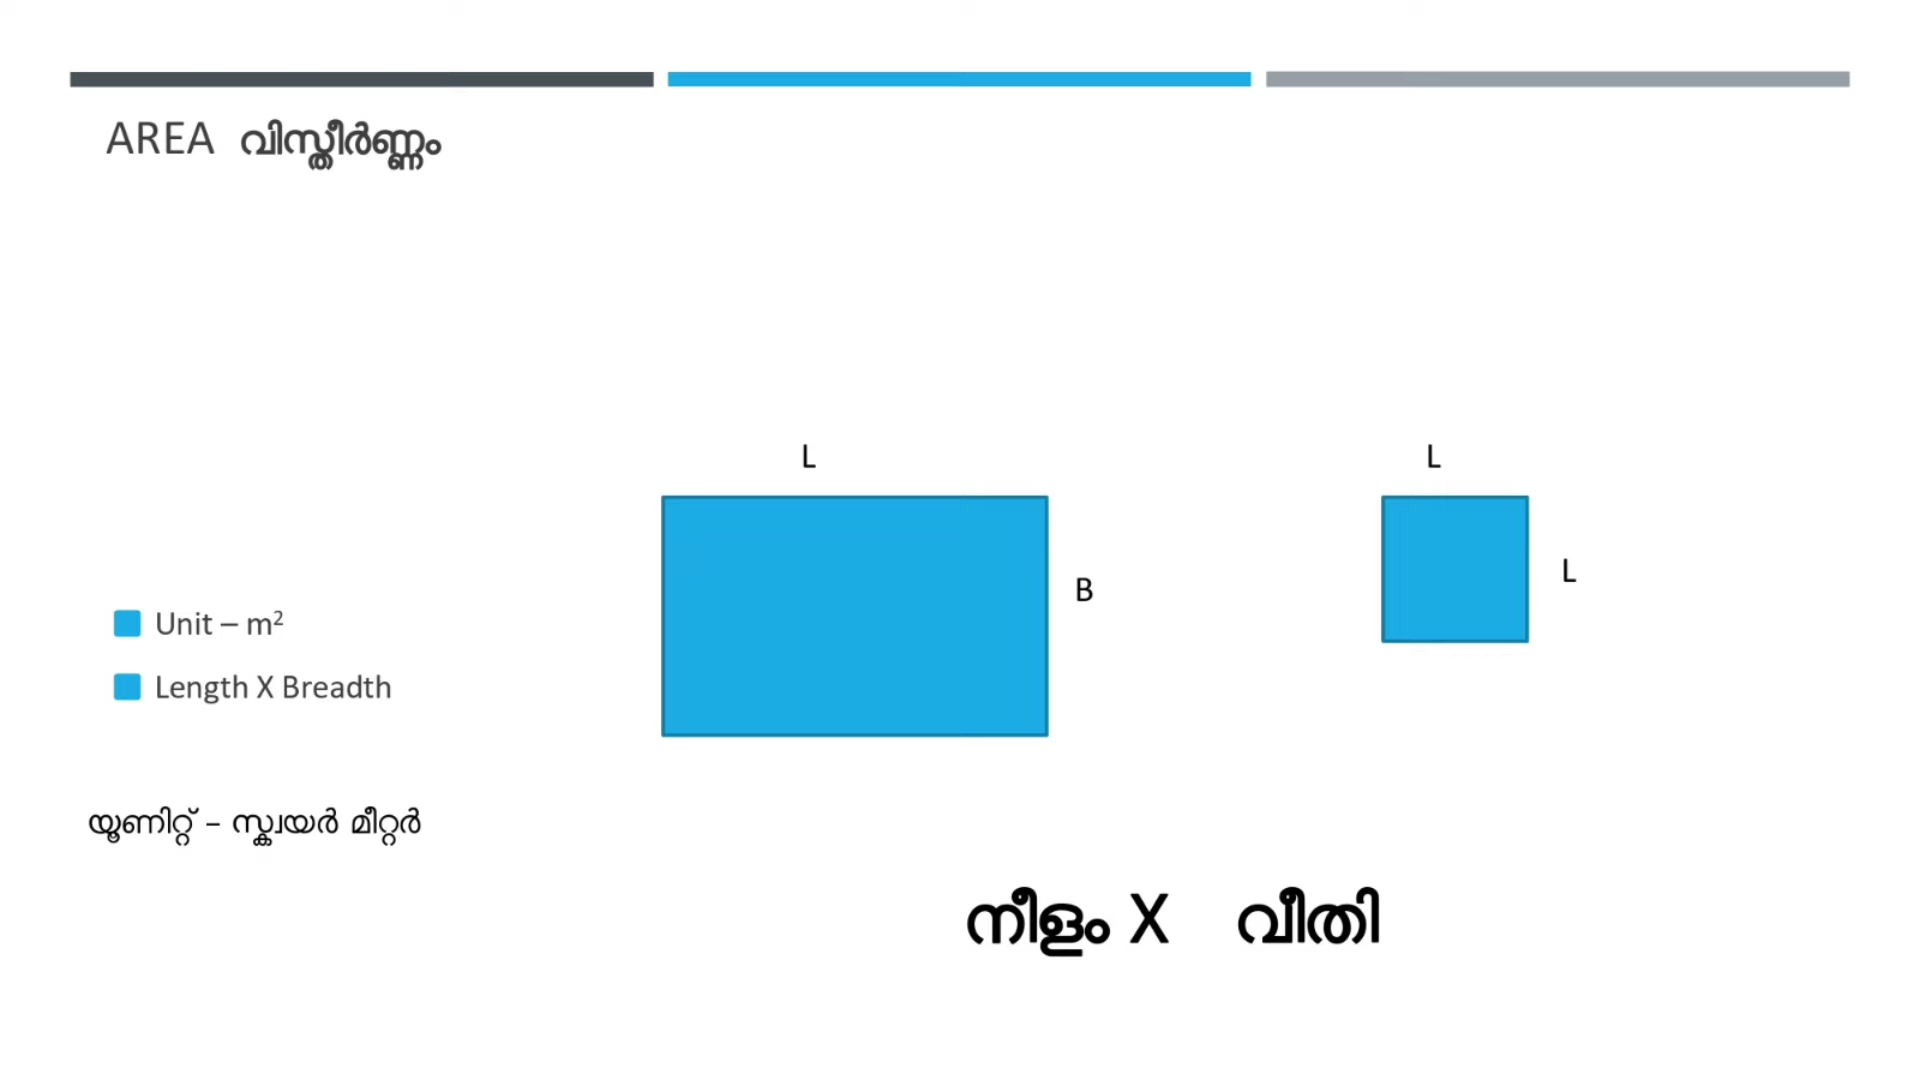 AREA വിസ്തീർണ്ണം
L
L
B
L
Unit – m²
Length X Breadth
യൂണിറ്റ് – സ്ക്വയർ മീറ്റർ
നീളം X വീതി